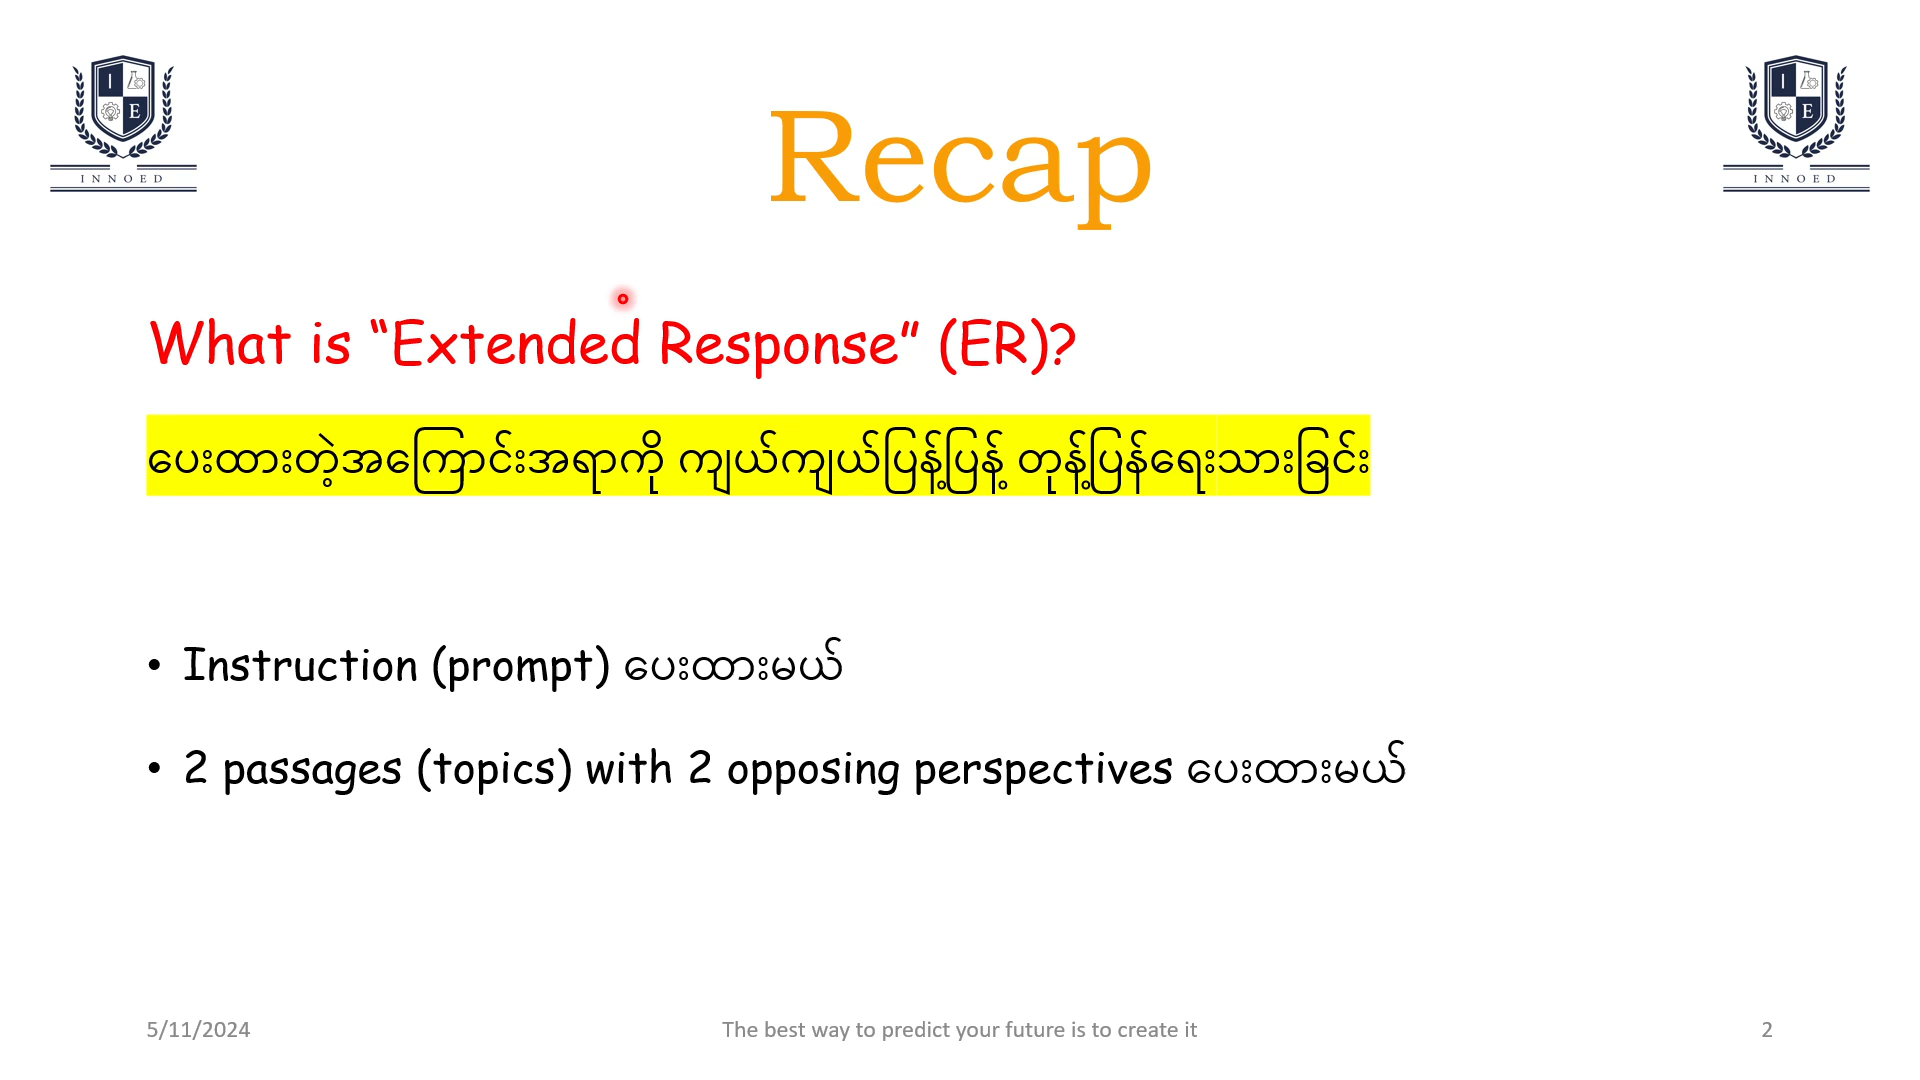 I E
INNOED
I E
INNOED
Recap
What is “Extended Response” (ER)?
ပေးထားတဲ့အကြောင်းအရာကို ကျယ်ကျယ်ပြန့်ပြန့် တုန့်ပြန်ရေးသားခြင်း
• Instruction (prompt) ပေးထားမယ်
• 2 passages (topics) with 2 opposing perspectives ပေးထားမယ်
5/11/2024
The best way to predict your future is to create it
2